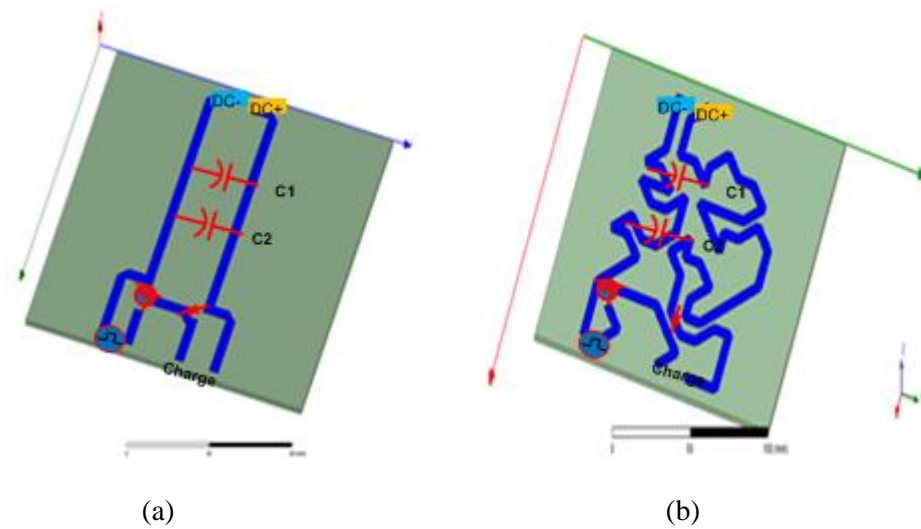 DC-
DC+
C1
C2
Charge
(a)
DC-
DC+
C1
C2
Charge
(b)